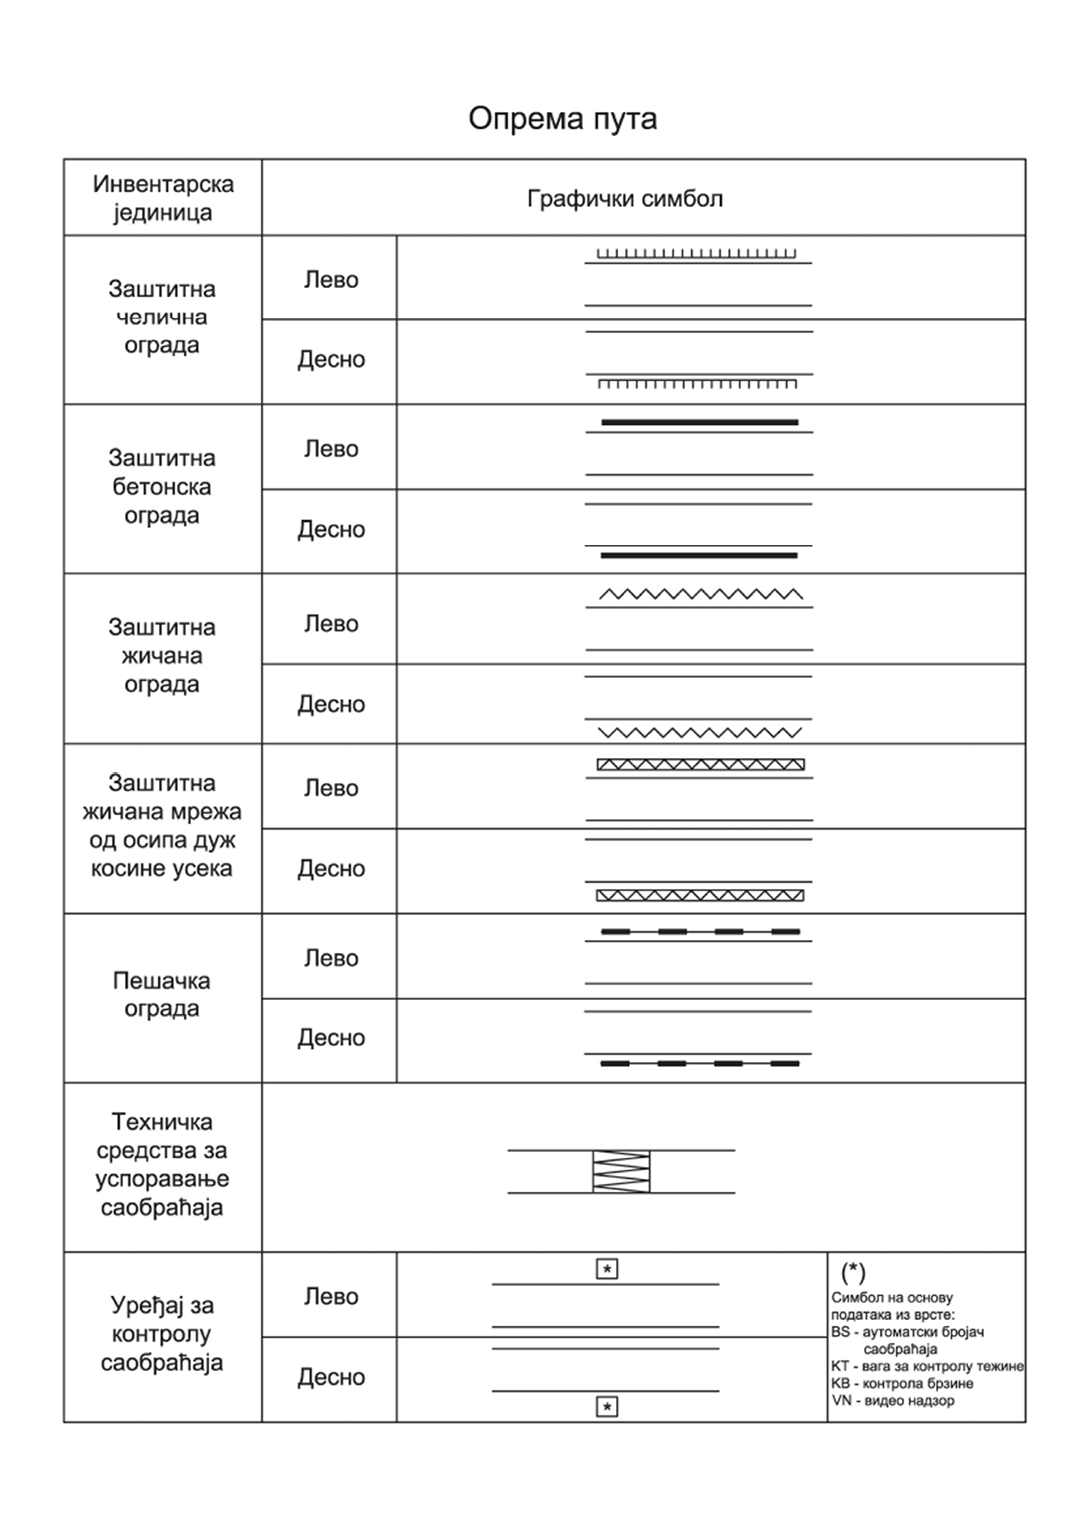 Опрема пута
Инвентарска
јединица
Графички симбол
Заштитна
челична
ограда
Лево
Десно
Заштитна
бетонска
ограда
Лево
Десно
Заштитна
жичана
ограда
Лево
Десно
Заштитна
жичана мрежа
од осипа дуж
косине усека
Лево
Десно
Пешачка
ограда
Лево
Десно
Техничка
средства за
успоравање
саобраћаја
Уређај за
контролу
саобраћаја
Лево
*
Десно
*
(*)
Симбол на основу
података из врсте:
BS - аутоматски бројач
саобраћаја
KT - вага за контролу тежине
KB - контрола брзине
VN - видео надзор